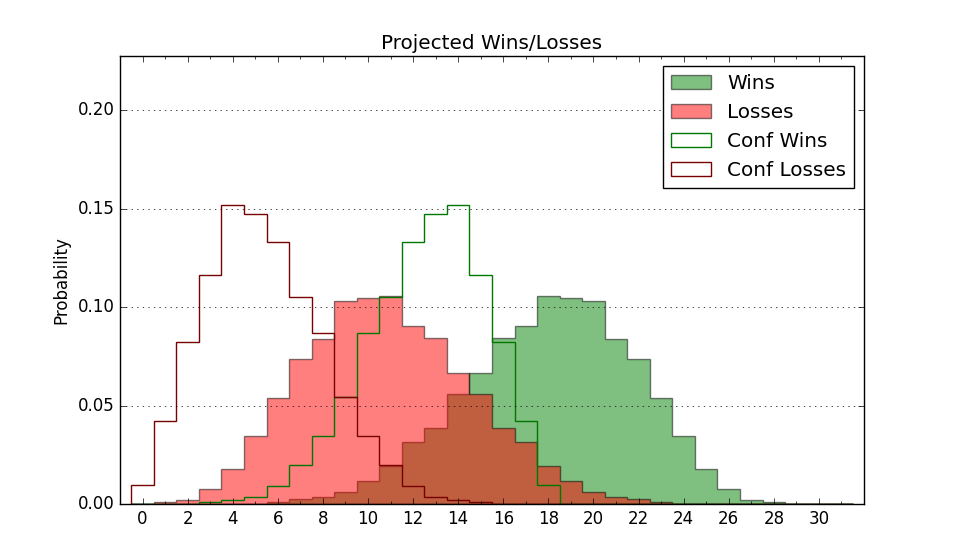 Projected Wins/Losses
Wins
Losses
Conf Wins
Conf Losses
Probability
0.20
0.15
0.10
0.05
0.00
0 2 4 6 8 10 12 14 16 18 20 22 24 26 28 30